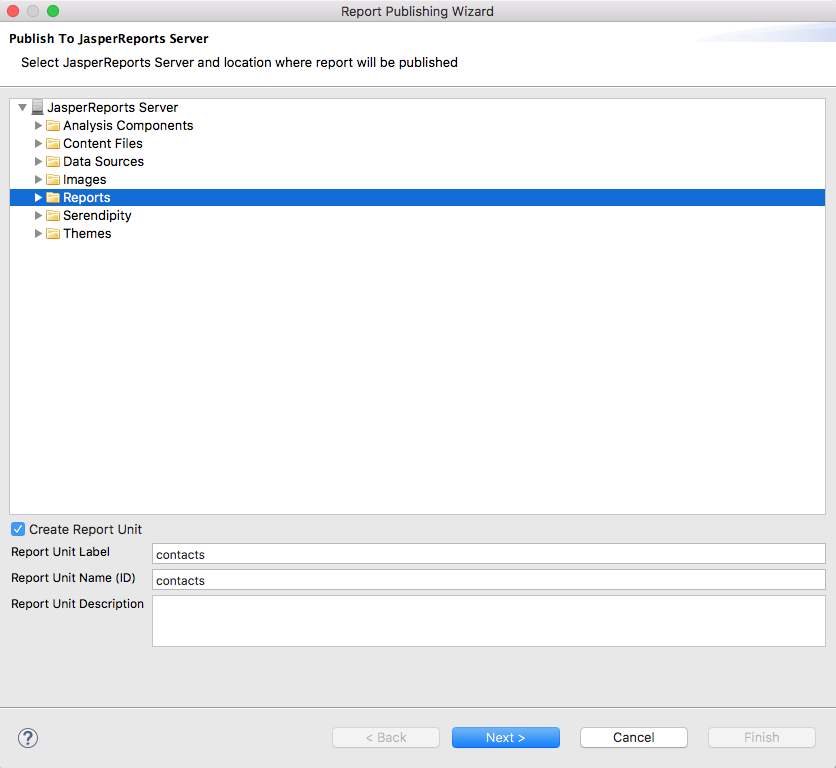 Report Publishing Wizard
Publish To JasperReports Server
Select JasperReports Server and location where report will be published
JasperReports Server
Analysis Components
Content Files
Data Sources
Images
Reports
Serendipity
Themes
Create Report Unit
Report Unit Label contacts
Report Unit Name (ID) contacts
Report Unit Description
? < Back Next > Cancel Finish